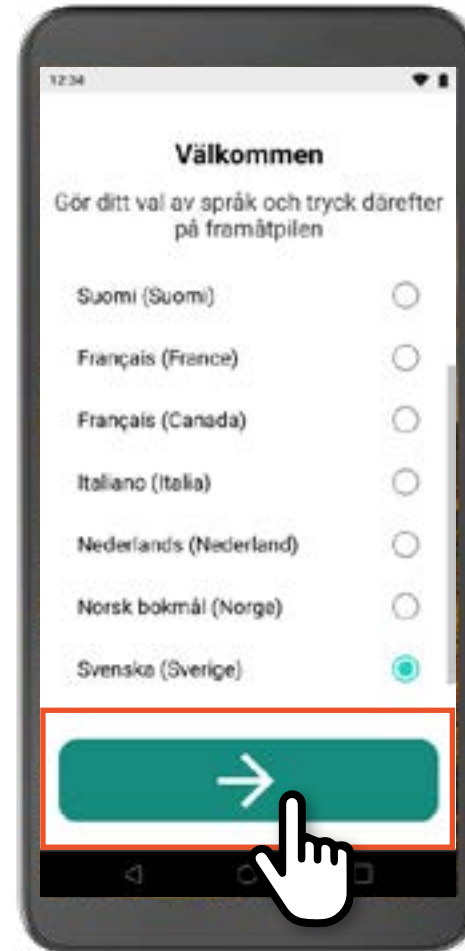 12:34
Välkommen
Gör ditt val av språk och tryck därefter
på framåtpilen
Suomi (Suomi)
Français (France)
Français (Canada)
Italiano (Italia)
Nederlands (Nederland)
Norsk bokmål (Norge)
Svenska (Sverige)